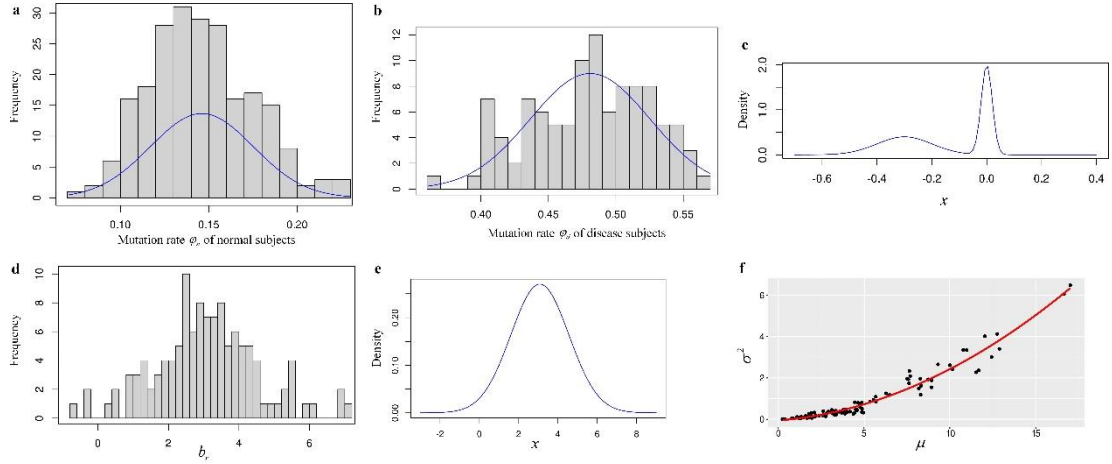 a
Frequency
30
25
20
15
10
5
0
0.10 0.15 0.20
Mutation rate φn of normal subjects
b
Frequency
12
10
8
6
4
2
0
0.40 0.45 0.50 0.55
Mutation rate φd of disease subjects
c
Density
2.0
1.0
0.0
-0.6 -0.4 -0.2 0.0 0.2 0.4
x
d
Frequency
10
8
6
4
2
0
0 2 4 6
br
e
Density
0.20
0.10
0.00
-2 0 2 4 6 8
x
f
σ²
6
4
2
0
0 5 10 15
μ